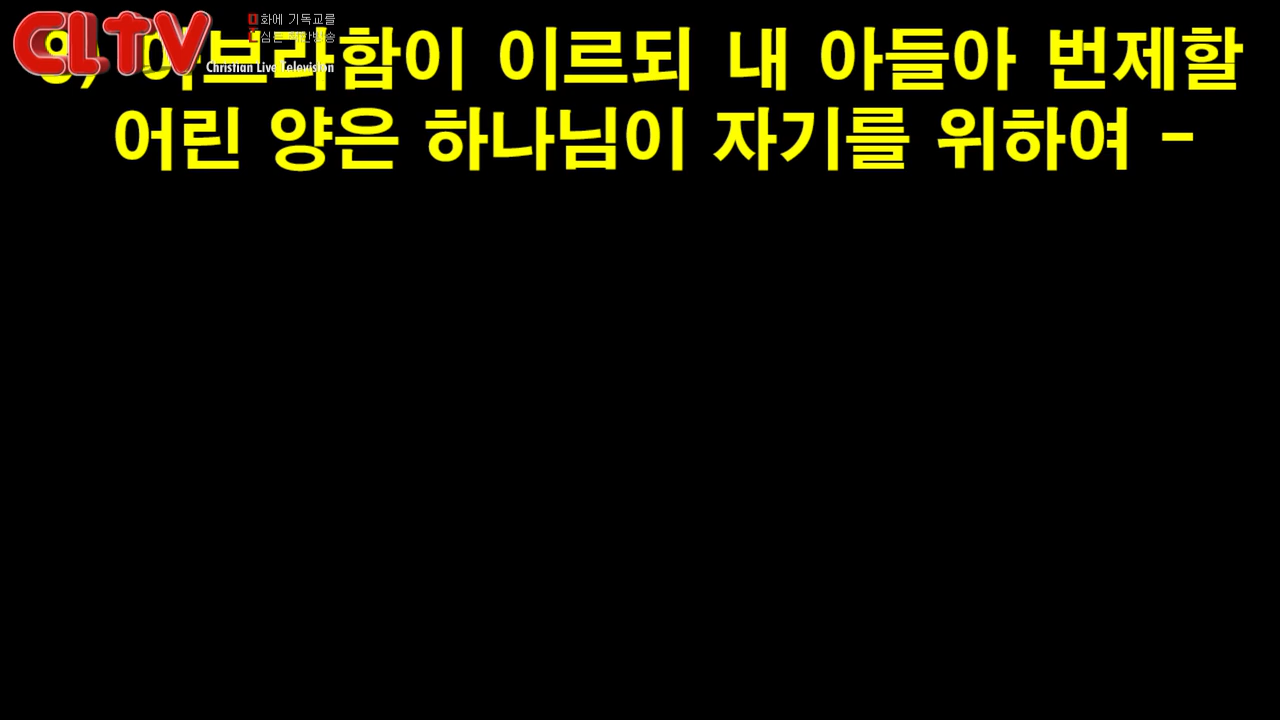 CLTV
화에 기독교를
Christian Live Television
8) 아브라함이 이르되 내 아들아 번제할
어린 양은 하나님이 자기를 위하여 -